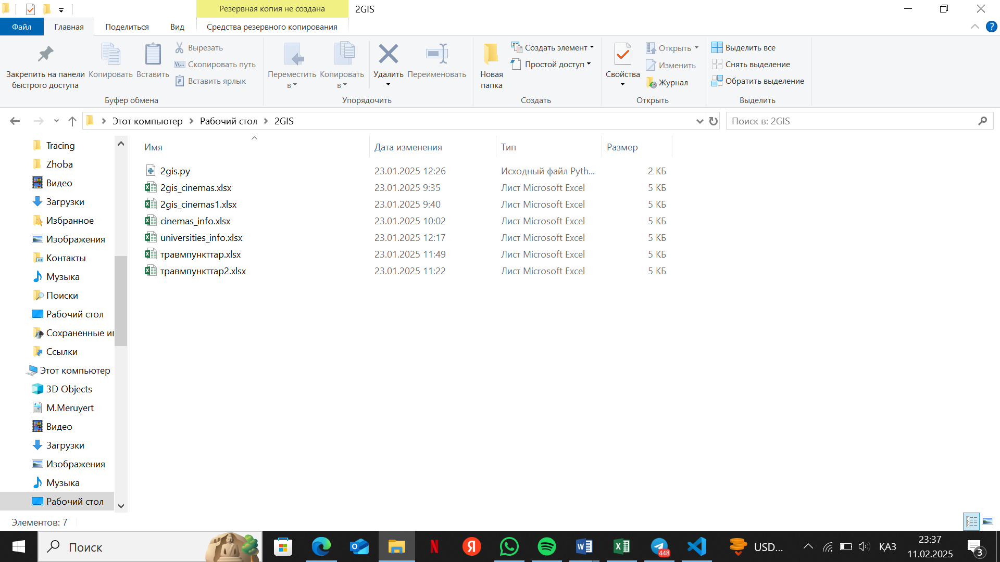 Резервная копия не создана
2GIS
Файл
Главная
Поделиться
Вид
Средства резервного копирования
?
Закрепить на панели быстрого доступа
Копировать
Вставить
Вырезать
Скопировать путь
Вставить ярлык
Буфер обмена
Переместить в
Копировать в
Удалить
Переименовать
Упорядочить
Новая папка
Создать элемент
Простой доступ
Создать
Свойства
Открыть
Изменить
Журнал
Открыть
Выделить все
Снять выделение
Обратить выделение
Выделить
Этот компьютер
Рабочий стол
2GIS
Поиск в: 2GIS
Tracing
Zhoba
Видео
Загрузки
Избранное
Изображения
Контакты
Музыка
Поиски
Рабочий стол
Сохраненные иг
Ссылки
Этот компьютер
3D Objects
M.Meruyert
Видео
Загрузки
Изображения
Музыка
Рабочий стол
Имя Дата изменения Тип Размер
2gis.py 23.01.2025 12:26 Исходный файл Pyth... 2 КБ
2gis_cinemas.xlsx 23.01.2025 9:35 Лист Microsoft Excel 5 КБ
2gis_cinemas1.xlsx 23.01.2025 9:40 Лист Microsoft Excel 5 КБ
cinemas_info.xlsx 23.01.2025 10:02 Лист Microsoft Excel 5 КБ
universities_info.xlsx 23.01.2025 12:17 Лист Microsoft Excel 5 КБ
травмпункттар.xlsx 23.01.2025 11:49 Лист Microsoft Excel 5 КБ
травмпункттар2.xlsx 23.01.2025 11:22 Лист Microsoft Excel 5 КБ
Элементов: 7
Поиск
N
Я
448
USD...
ҚАЗ
23:37
11.02.2025
3